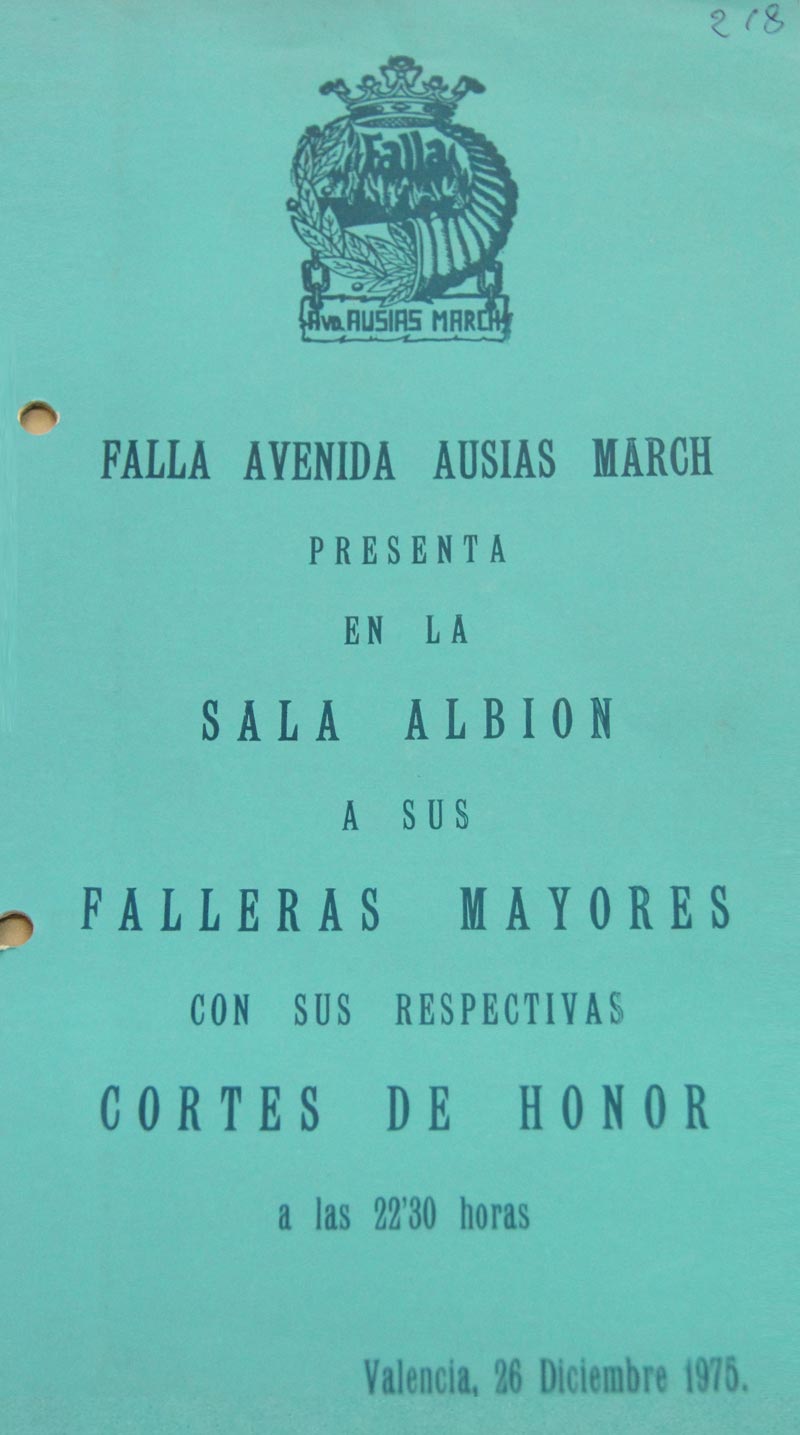 218
Falla
Avd. AUSIAS MARCH
FALLA AVENIDA AUSIAS MARCH
PRESENTA
EN LA
SALA ALBION
A SUS
FALLERAS MAYORES
CON SUS RESPECTIVAS
CORTES DE HONOR
a las 22'30 horas
Valencia, 26 Diciembre 1975.